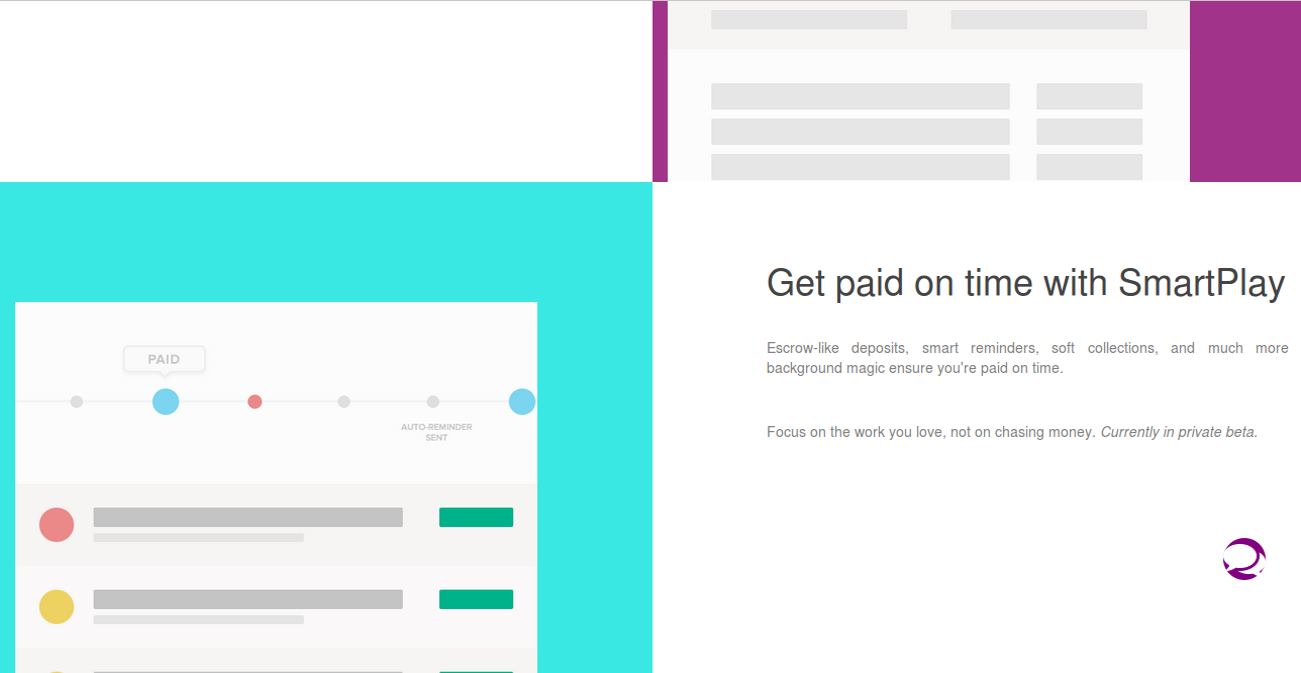 PAID
AUTO-REMINDER
SENT
Get paid on time with SmartPlay
Escrow-like deposits, smart reminders, soft collections, and much more
background magic ensure you're paid on time.
Focus on the work you love, not on chasing money. Currently in private beta.